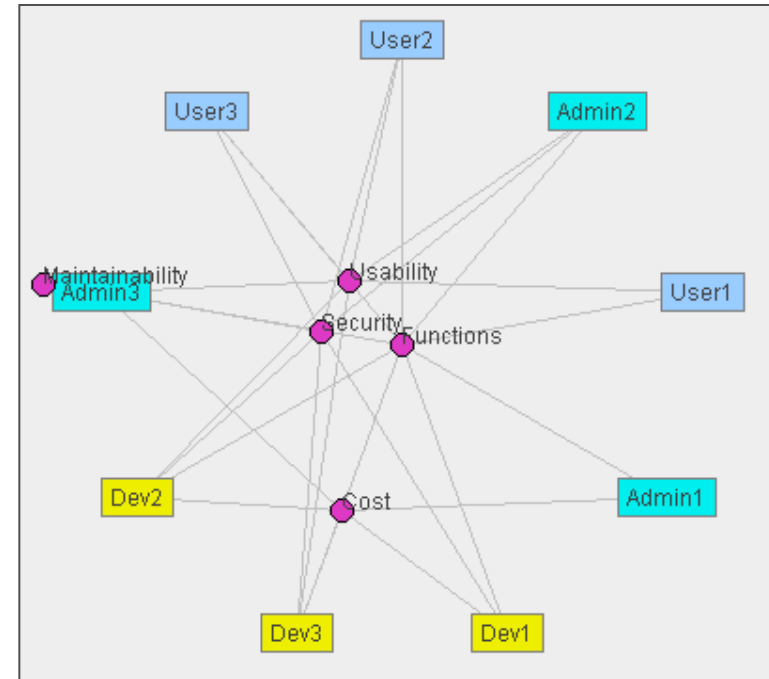 User2
User3
Admin2
Maintainability
Usability
Admin3
User1
Security
Functions
Dev2
Cost
Admin1
Dev3
Dev1